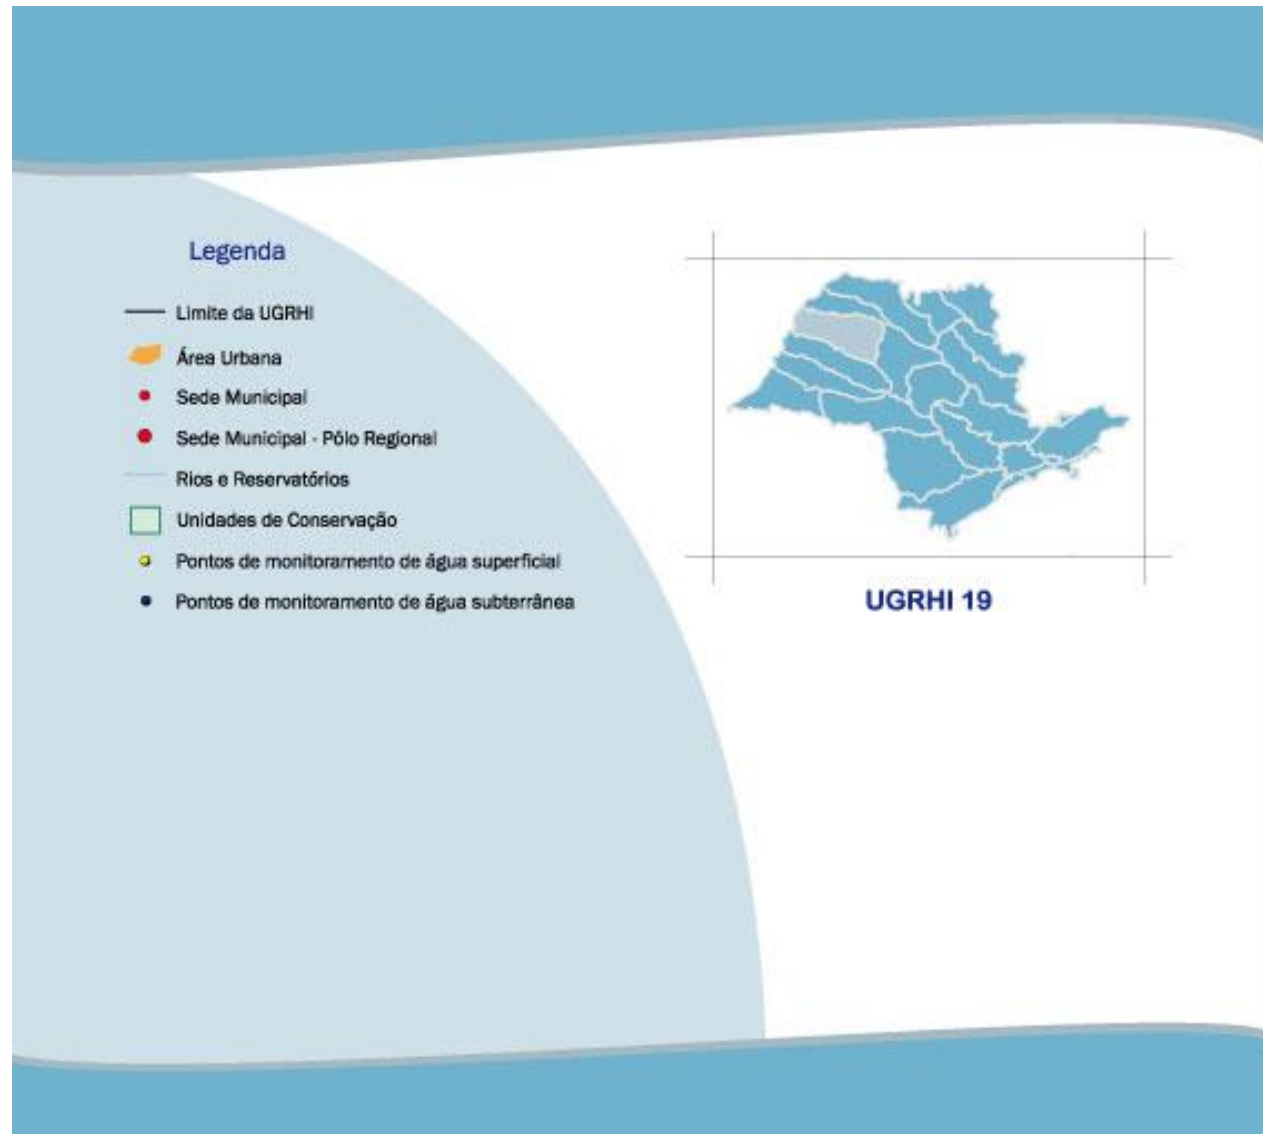 Legenda
Limite da UGRHI
Área Urbana
Sede Municipal
Sede Municipal - Pólo Regional
Rios e Reservatórios
Unidades de Conservação
Pontos de monitoramento de água superficial
Pontos de monitoramento de água subterrânea
UGRHI 19